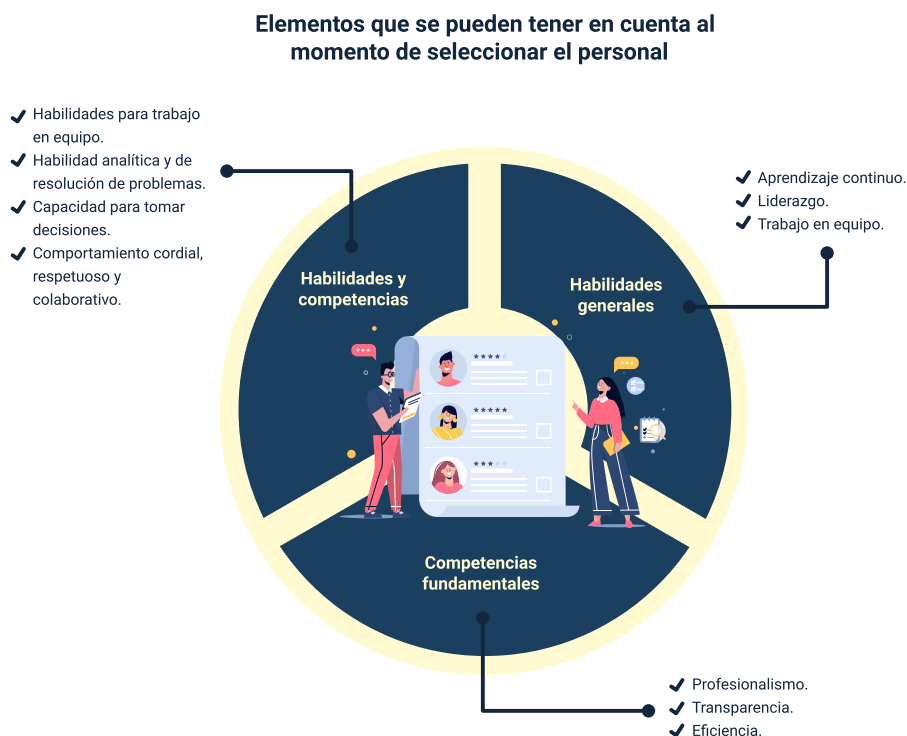 Elementos que se pueden tener en cuenta al
momento de seleccionar el personal
Habilidades para trabajo
en equipo.
Habilidad analítica y de
resolución de problemas.
Capacidad para tomar
decisiones.
Comportamiento cordial,
respetuoso y
colaborativo.
Habilidades y
competencias
Aprendizaje continuo.
Liderazgo.
Trabajo en equipo.
Habilidades
generales
Competencias
fundamentales
Profesionalismo.
Transparencia.
Eficiencia.